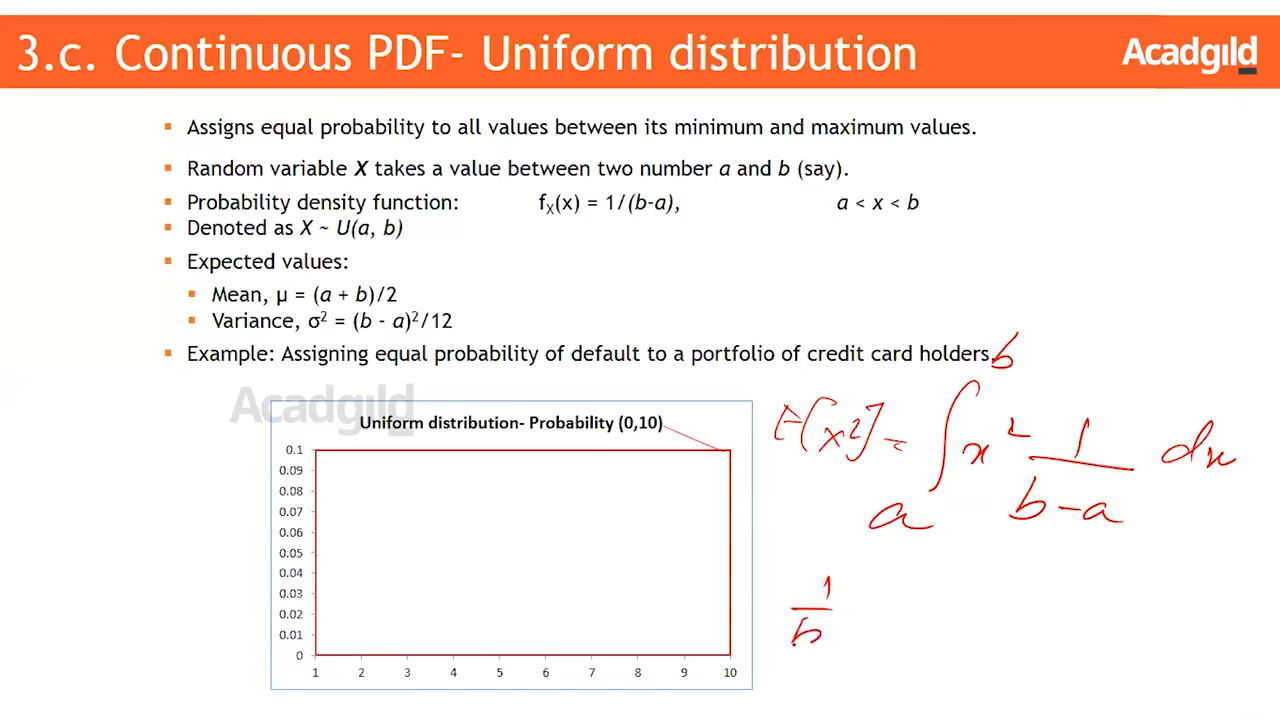 3.c. Continuous PDF- Uniform distribution
Acadgıld
Assigns equal probability to all values between its minimum and maximum values.
Random variable X takes a value between two number a and b (say).
Probability density function: fX(x) = 1/(b-a), a < x < b
Denoted as X ~ U(a, b)
Expected values:
Mean, µ = (a + b)/2
Variance, σ² = (b - a)²/12
Example: Assigning equal probability of default to a portfolio of credit card holders.
Acadgıld
Uniform distribution- Probability (0,10)
0.1
0.09
0.08
0.07
0.06
0.05
0.04
0.03
0.02
0.01
0
1 2 3 4 5 6 7 8 9 10
E[x²] = ∫ₐᵇ x² 1/(b-a) dx
1/b